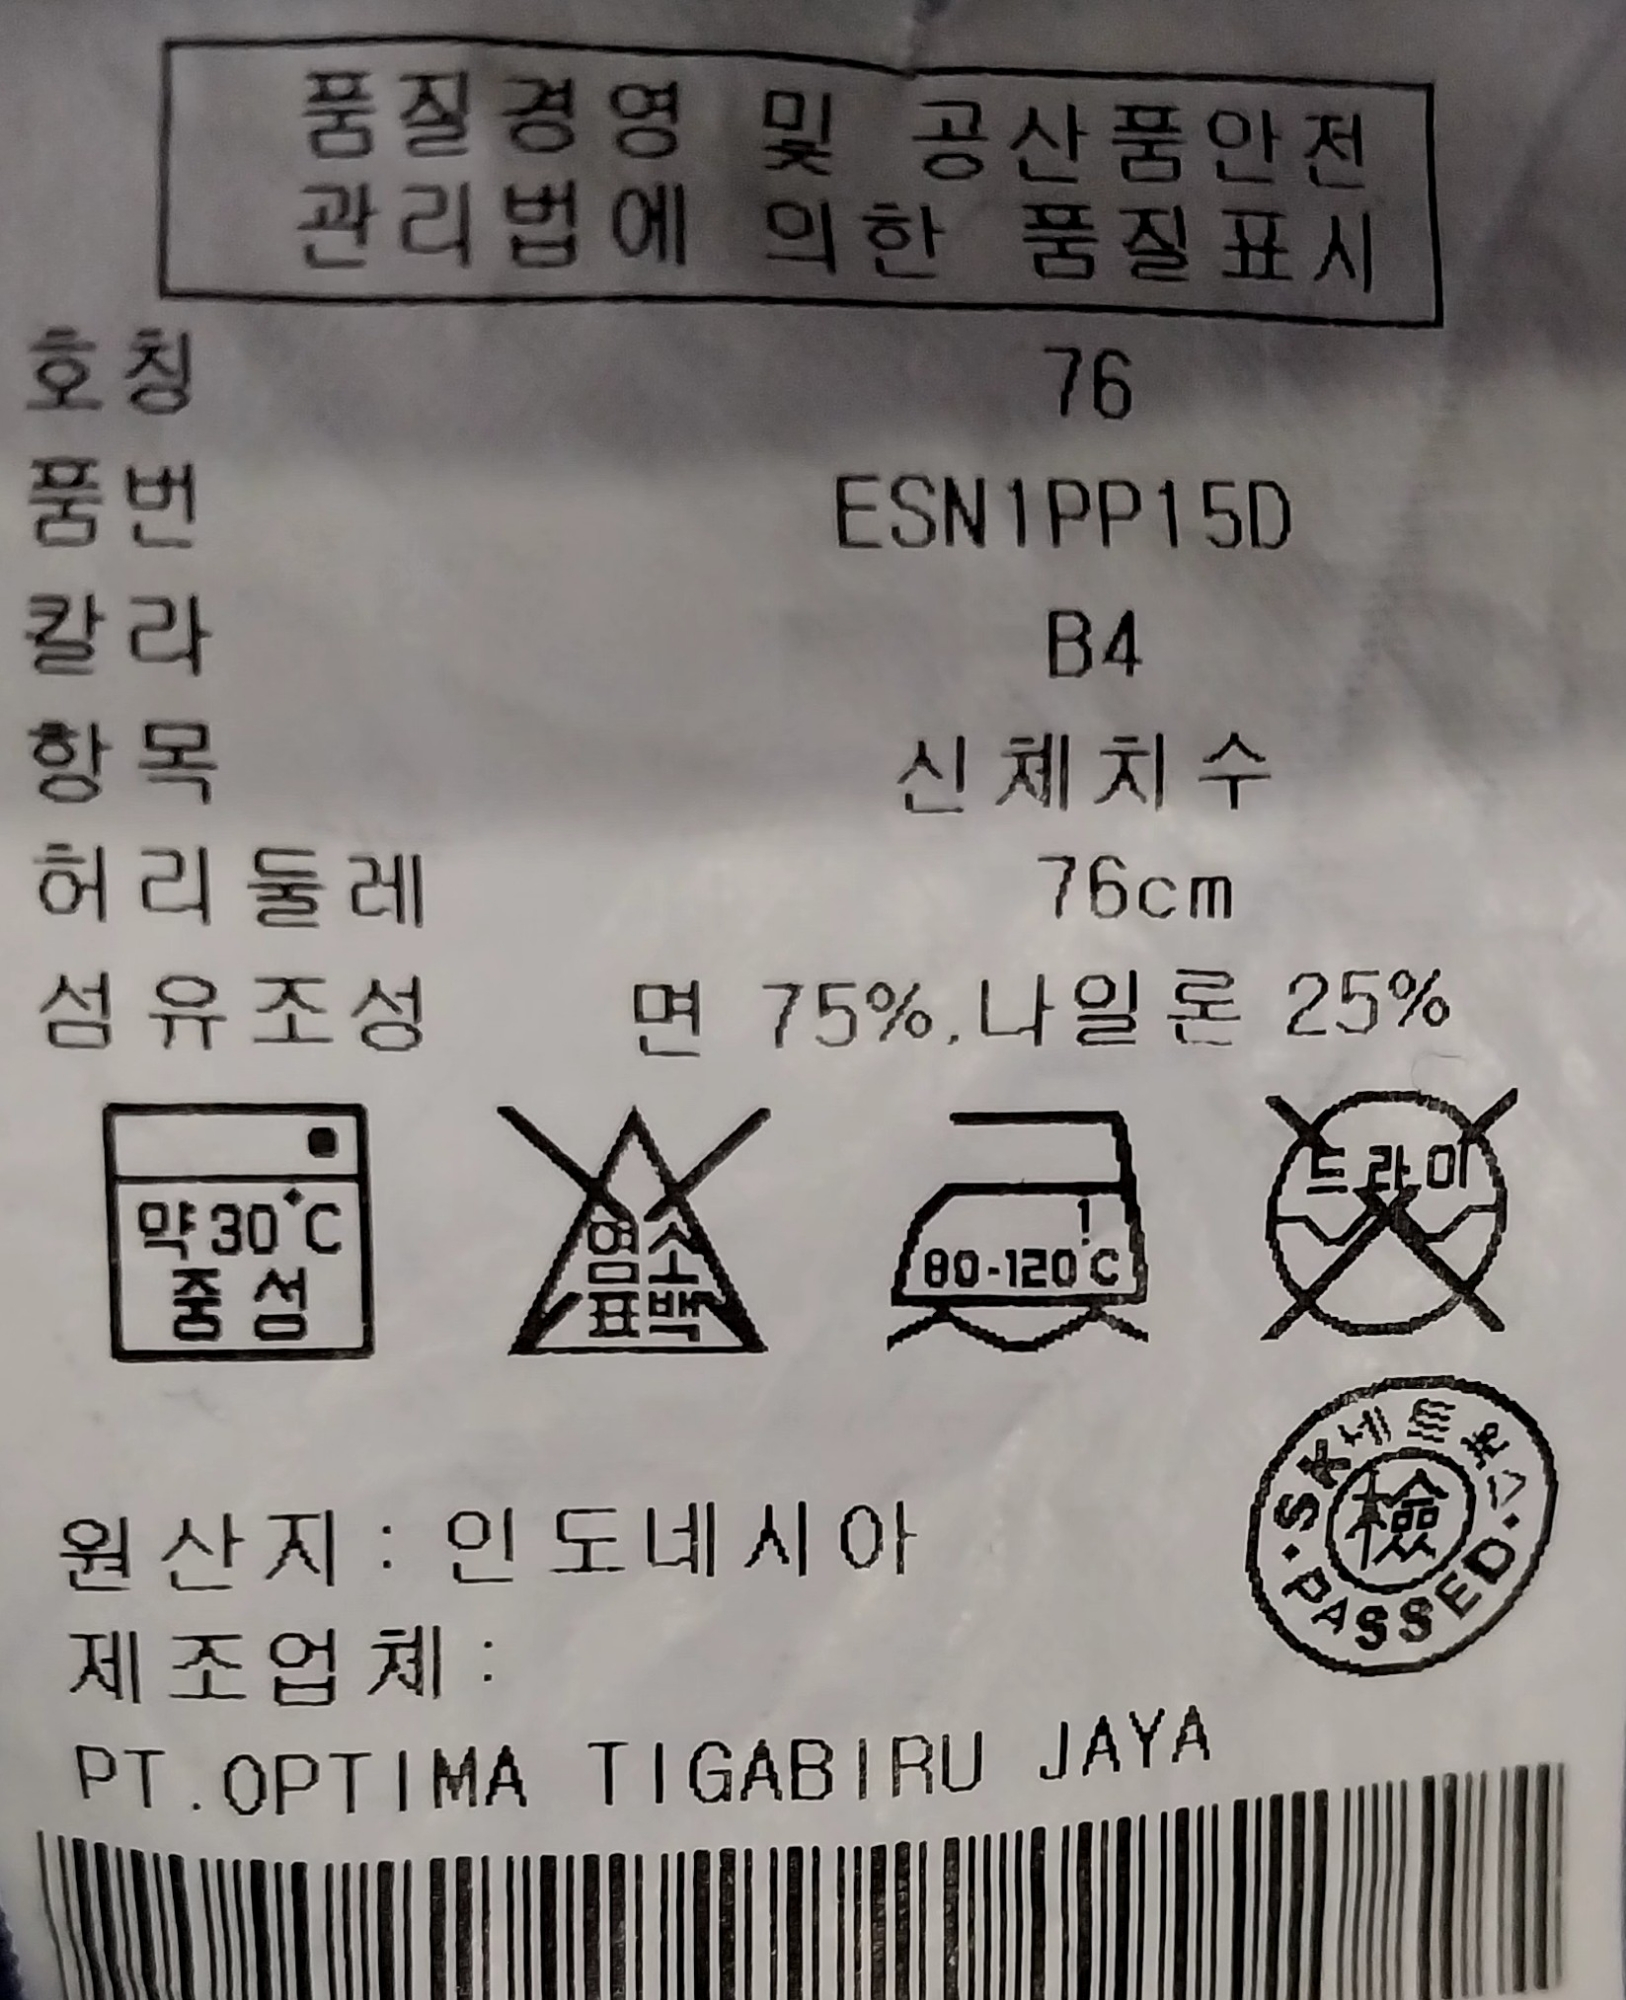 품질경영 및 공산품안전
관리법에 의한 품질표시
호칭 76
품번 ESN1PP15D
칼라 B4
항목 신체치수
허리둘레 76cm
섬유조성 면 75%,나일론 25%
약30°C
중성
염소
표백
80-120°C
드라이
SK네트웍스
檢
PASSED
원산지:인도네시아
제조업체:
PT.OPTIMA TIGABIRU JAYA